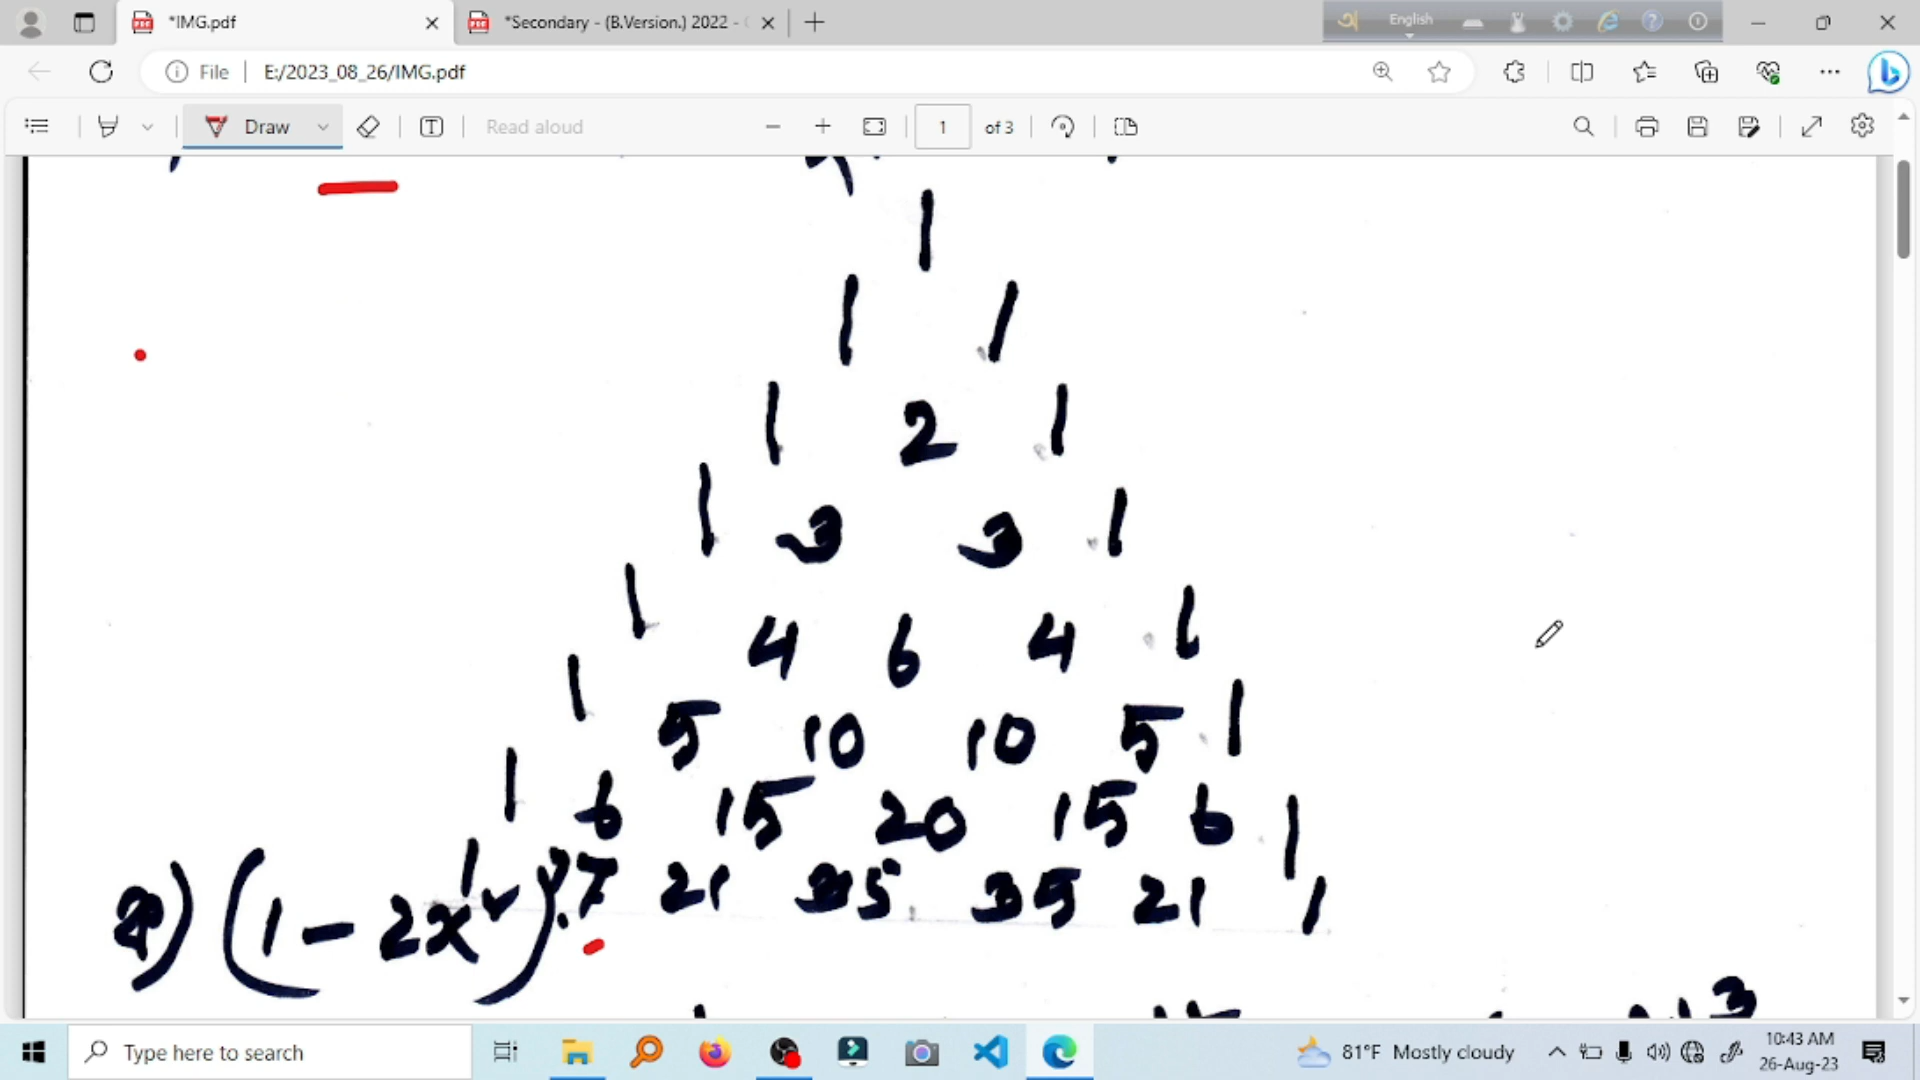 *IMG.pdf
*Secondary - (B.Version.) 2022 -
English
File
E:/2023_08_26/IMG.pdf
Draw
Read aloud
1 of 3
1
1 1
1 2 1
1 3 3 1
1 4 6 4 1
1 5 10 10 5 1
1 6 15 20 15 6 1
1 7 21 35 35 21 1
(1 - 2x²)
3
Type here to search
81°F Mostly cloudy
10:43 AM
26-Aug-23